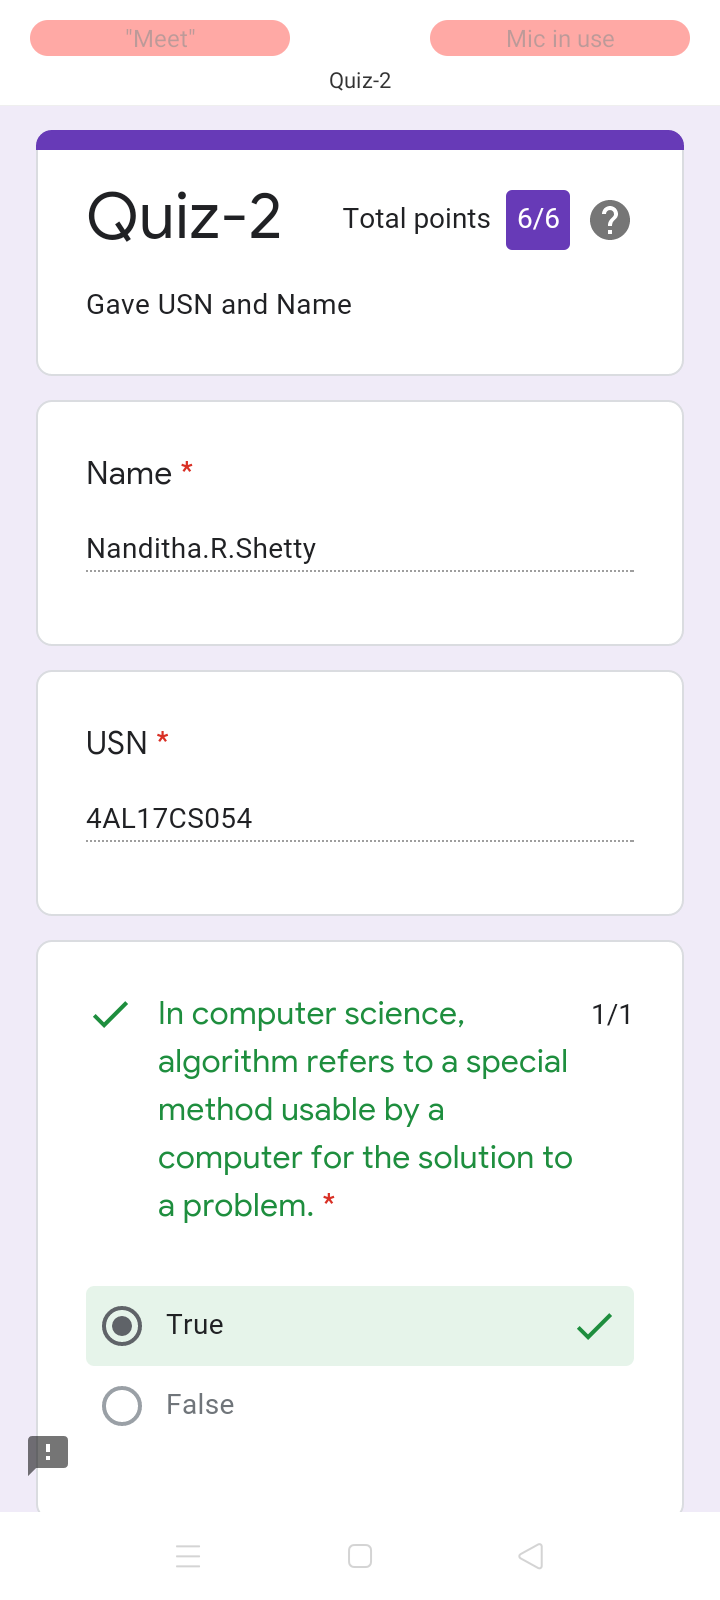 "Meet" Mic in use
Quiz-2
Quiz-2 Total points 6/6 ?
Gave USN and Name
Name *
Nanditha.R.Shetty
USN *
4AL17CS054
In computer science, 1/1
algorithm refers to a special
method usable by a
computer for the solution to
a problem. *
True
False